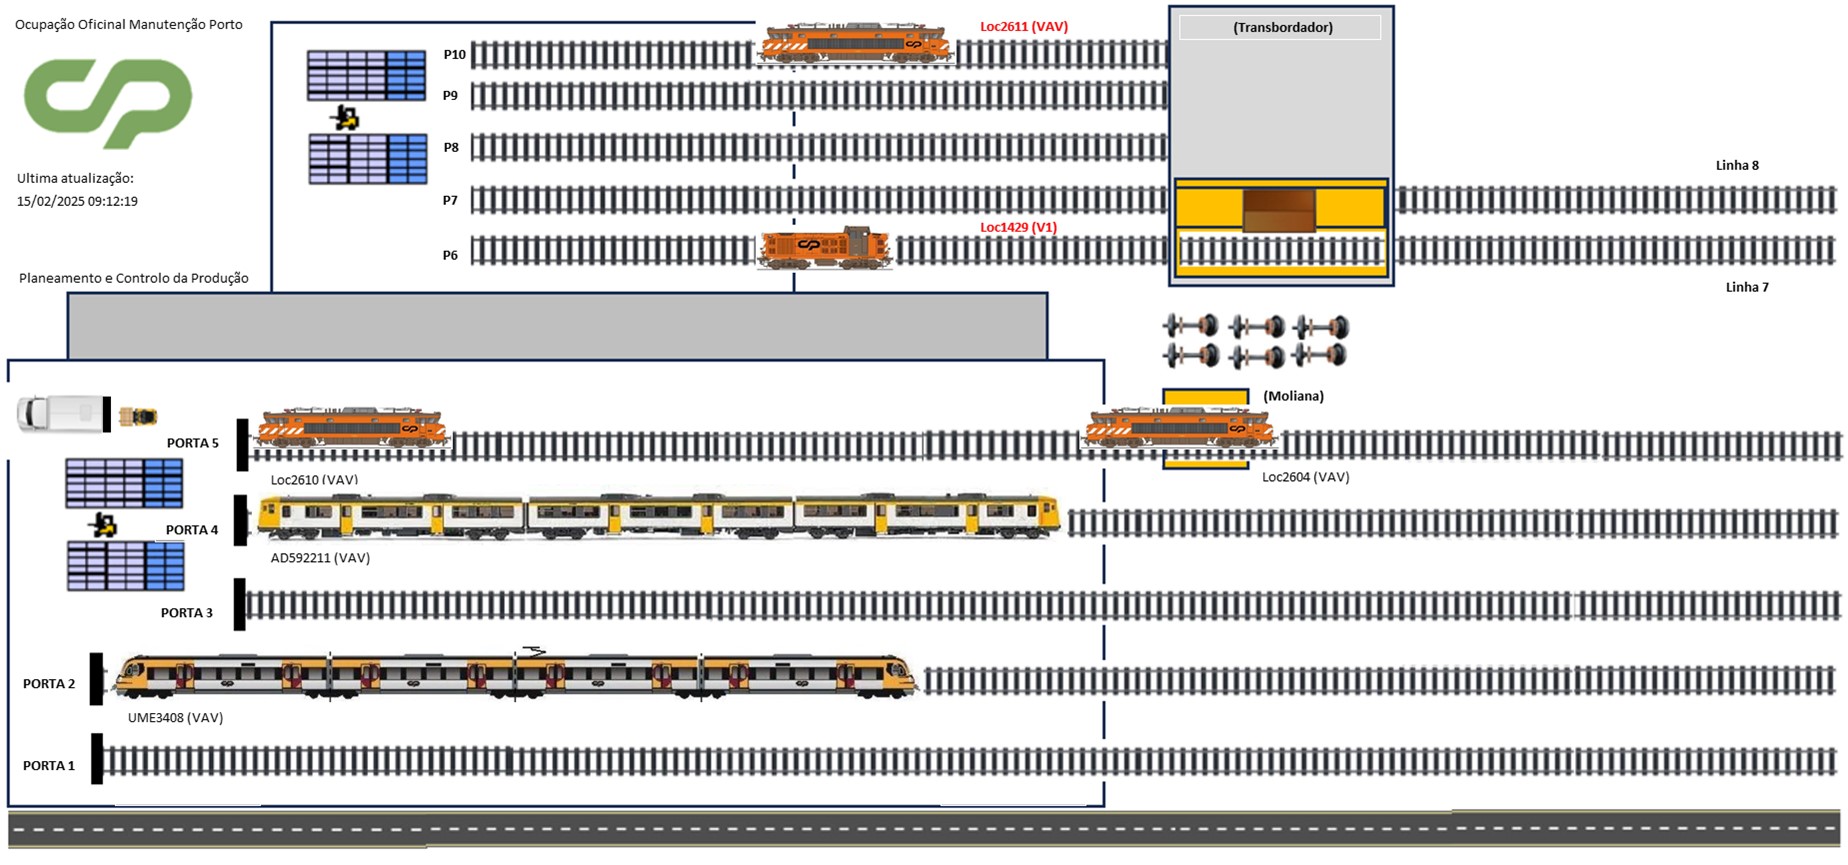 Ocupação Oficinal Manutenção Porto
Ultima atualização:
15/02/2025 09:12:19
Planeamento e Controlo da Produção
P10
Loc2611 (VAV)
(Transbordador)
P9
P8
P7
Linha 8
P6
Loc1429 (V1)
Linha 7
(Moliana)
PORTA 5
Loc2610 (VAV)
Loc2604 (VAV)
PORTA 4
AD592211 (VAV)
PORTA 3
PORTA 2
UME3408 (VAV)
PORTA 1